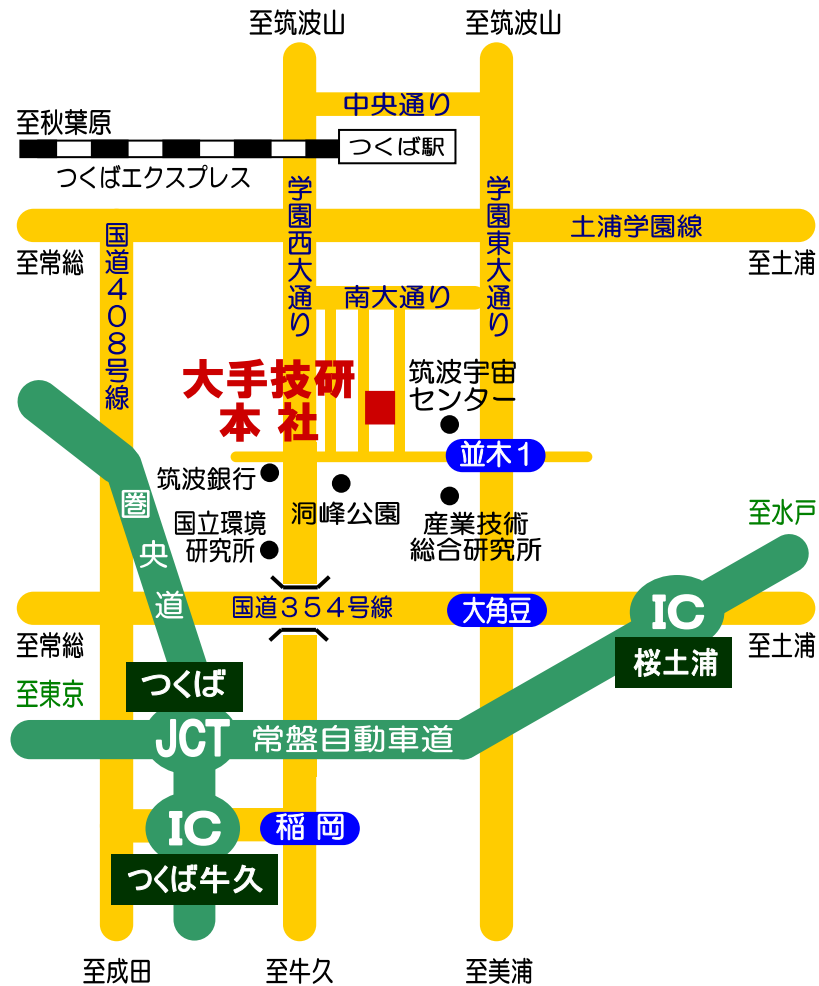 至筑波山
至筑波山
中央通り
至秋葉原
つくば駅
つくばエクスプレス
学園西大通り
学園東大通り
土浦学園線
国道４０８号線
至常総
至土浦
南大通り
大手技研
本社
筑波宇宙
センター
並木１
筑波銀行
洞峰公園
産業技術
総合研究所
国立環境
研究所
圏央道
至水戸
国道３５４号線
大角豆
IC
桜土浦
至常総
至土浦
つくば
至東京
JCT
常盤自動車道
IC
稲岡
つくば牛久
至成田
至牛久
至美浦